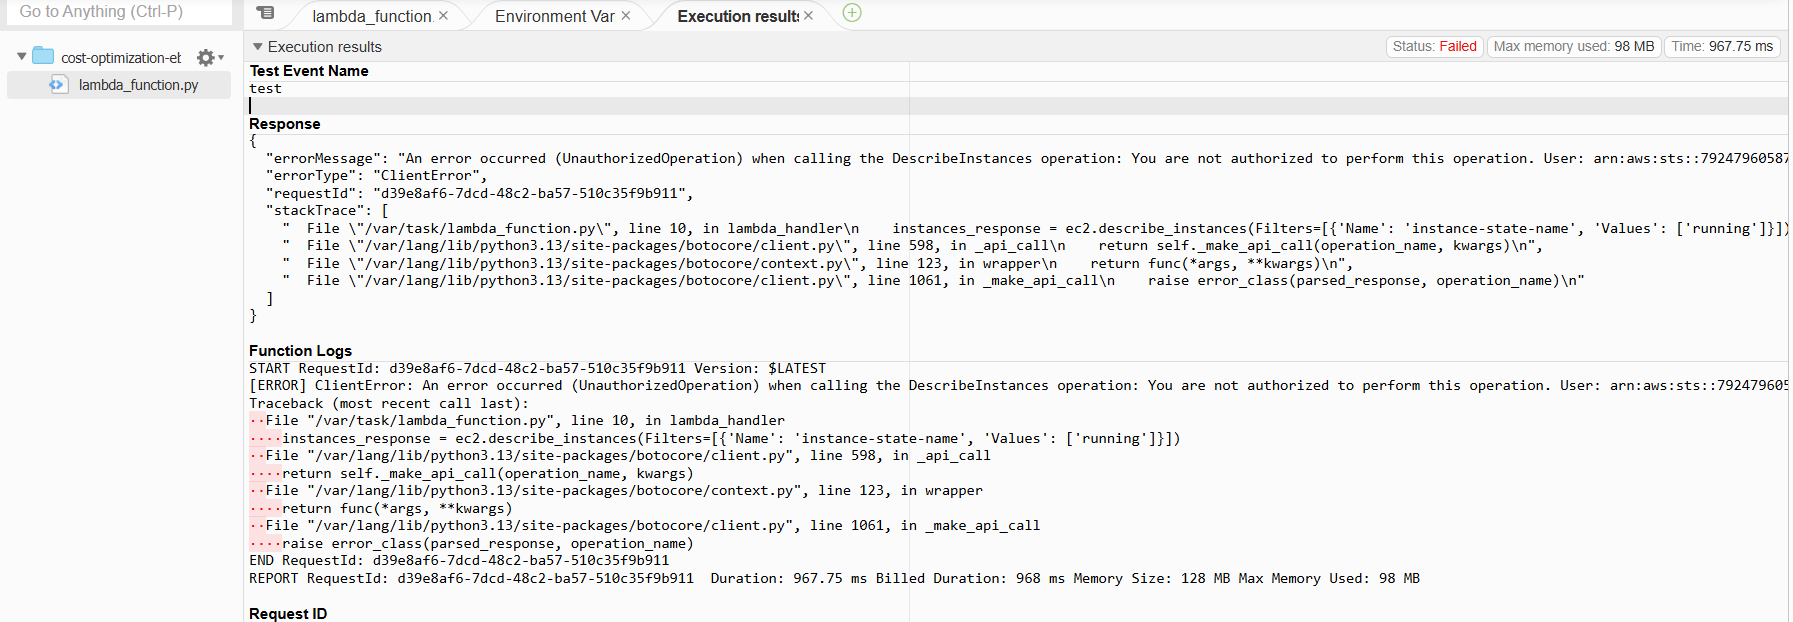 Go to Anything (Ctrl-P)
lambda_function.
Environment Var
Execution results
Execution results
Status: Failed
Max memory used: 98 MB
Time: 967.75 ms
cost-optimization-eb
lambda_function.py
Test Event Name
test
Response
{
"errorMessage": "An error occurred (UnauthorizedOperation) when calling the DescribeInstances operation: You are not authorized to perform this operation. User: arn:aws:sts::79247960587
"errorType": "ClientError",
"requestId": "d39e8af6-7dcd-48c2-ba57-510c35f9b911",
"stackTrace": [
"  File \"/var/task/lambda_function.py\", line 10, in lambda_handler\n    instances_response = ec2.describe_instances(Filters=[{'Name': 'instance-state-name', 'Values': ['running']}])
"  File \"/var/lang/lib/python3.13/site-packages/botocore/client.py\", line 598, in _api_call\n    return self._make_api_call(operation_name, kwargs)\n",
"  File \"/var/lang/lib/python3.13/site-packages/botocore/context.py\", line 123, in wrapper\n    return func(*args, **kwargs)\n",
"  File \"/var/lang/lib/python3.13/site-packages/botocore/client.py\", line 1061, in _make_api_call\n    raise error_class(parsed_response, operation_name)\n"
]
}
Function Logs
START RequestId: d39e8af6-7dcd-48c2-ba57-510c35f9b911 Version: $LATEST
[ERROR] ClientError: An error occurred (UnauthorizedOperation) when calling the DescribeInstances operation: You are not authorized to perform this operation. User: arn:aws:sts::792479605
Traceback (most recent call last):
··File "/var/task/lambda_function.py", line 10, in lambda_handler
····instances_response = ec2.describe_instances(Filters=[{'Name': 'instance-state-name', 'Values': ['running']}])
··File "/var/lang/lib/python3.13/site-packages/botocore/client.py", line 598, in _api_call
····return self._make_api_call(operation_name, kwargs)
··File "/var/lang/lib/python3.13/site-packages/botocore/context.py", line 123, in wrapper
····return func(*args, **kwargs)
··File "/var/lang/lib/python3.13/site-packages/botocore/client.py", line 1061, in _make_api_call
····raise error_class(parsed_response, operation_name)
END RequestId: d39e8af6-7dcd-48c2-ba57-510c35f9b911
REPORT RequestId: d39e8af6-7dcd-48c2-ba57-510c35f9b911  Duration: 967.75 ms Billed Duration: 968 ms Memory Size: 128 MB Max Memory Used: 98 MB
Request ID